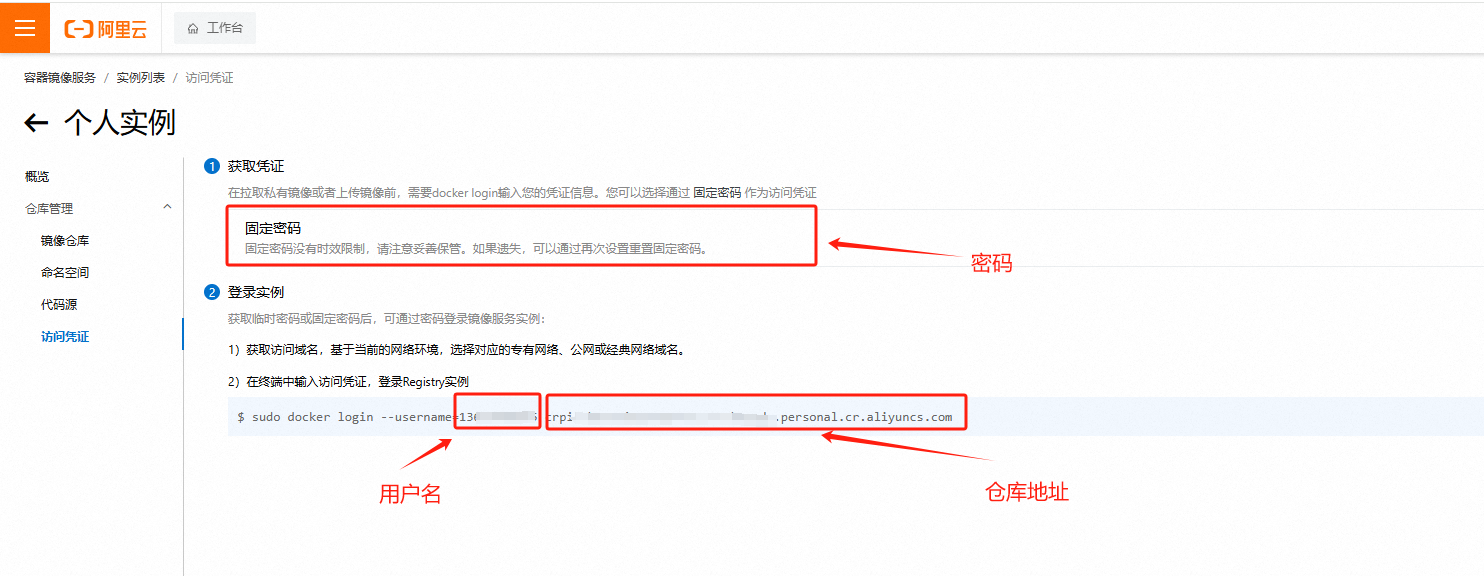 阿里云
工作台
容器镜像服务 / 实例列表 / 访问凭证
个人实例
概览
仓库管理
镜像仓库
命名空间
代码源
访问凭证
1 获取凭证
在拉取私有镜像或者上传镜像前，需要docker login输入您的凭证信息。您可以选择通过 固定密码 作为访问凭证
固定密码
固定密码没有时效限制，请注意妥善保管。如果遗失，可以通过再次设置重置固定密码。
密码
2 登录实例
获取临时密码或固定密码后，可通过密码登录镜像服务实例：
1）获取访问域名，基于当前的网络环境，选择对应的专有网络、公网或经典网络域名。
2）在终端中输入访问凭证，登录Registry实例
$ sudo docker login --username= .personal.cr.aliyuncs.com
用户名
仓库地址